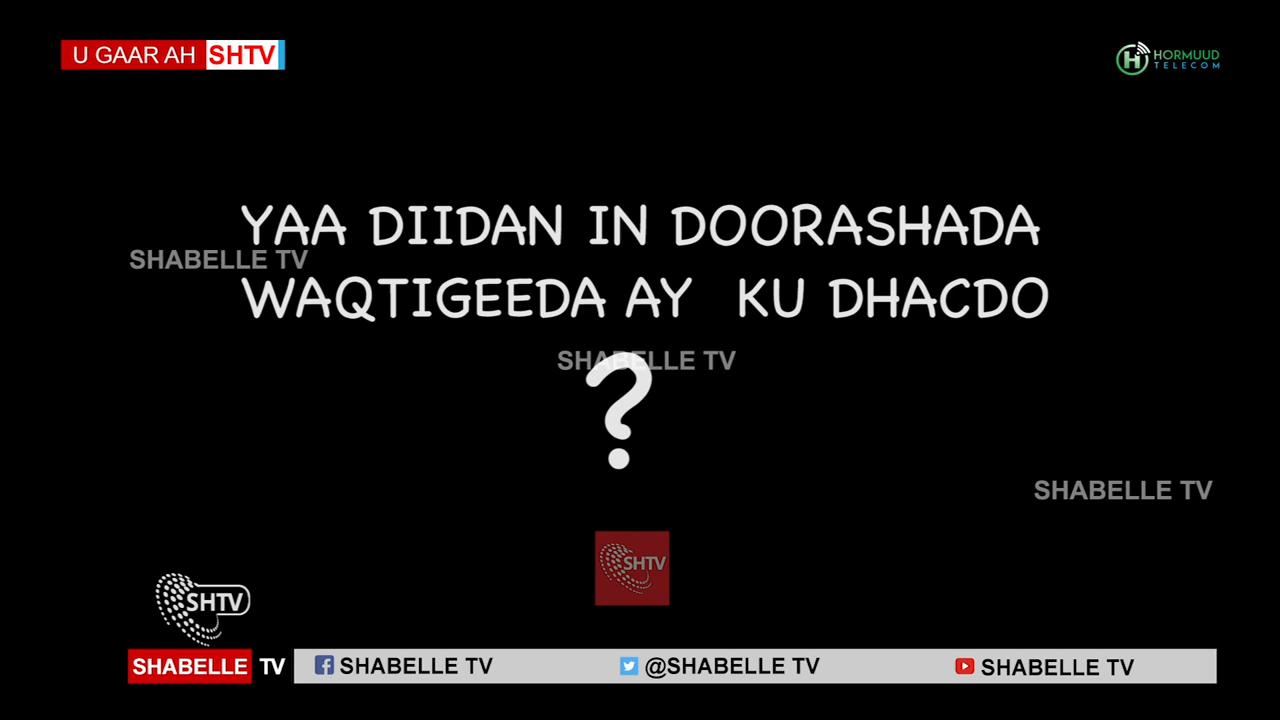 U GAAR AH SHTV
HORMUUD
TELECOM
YAA DIIDAN IN DOORASHADA
SHABELLE TV
WAQTIGEEDA AY KU DHACDO
SHABELLE TV
?
SHABELLE TV
SHTV
SHTV
SHABELLE TV SHABELLE TV @SHABELLE TV SHABELLE TV